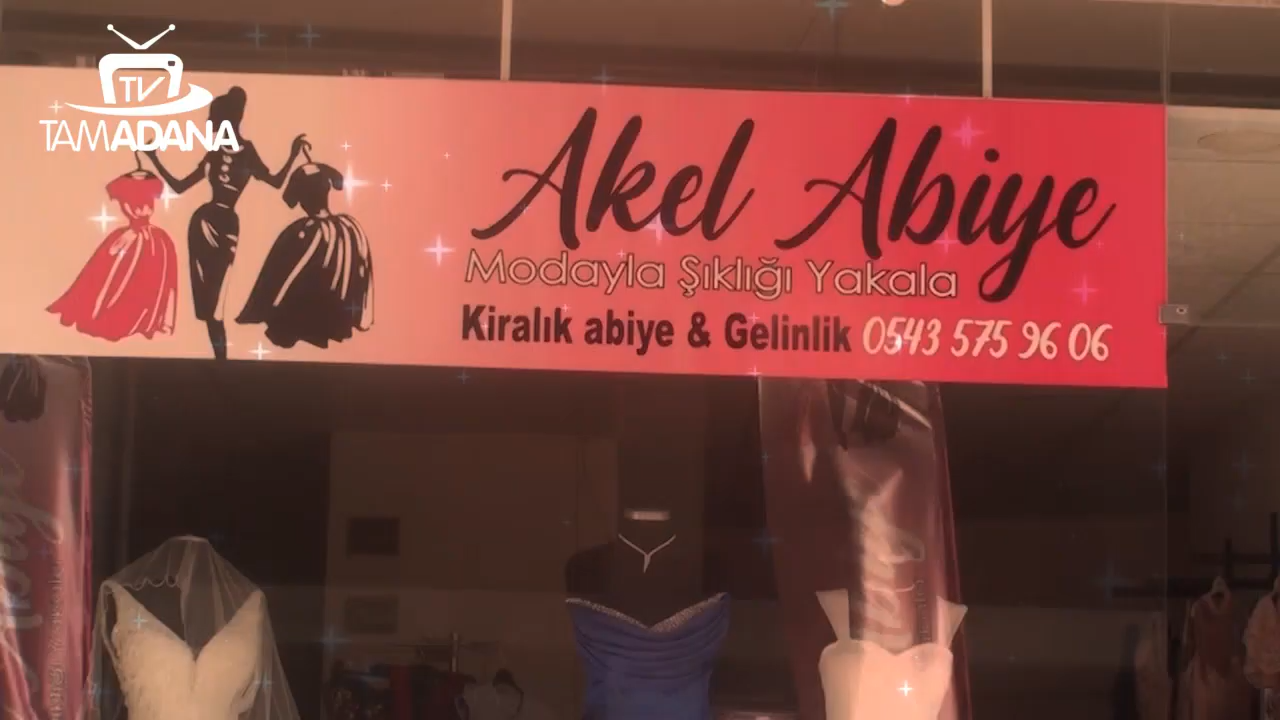 TV
TAMADANA
Akel Abiye
Modayla Şıklığı Yakala
Kiralık abiye & Gelinlik 0543 575 96 06